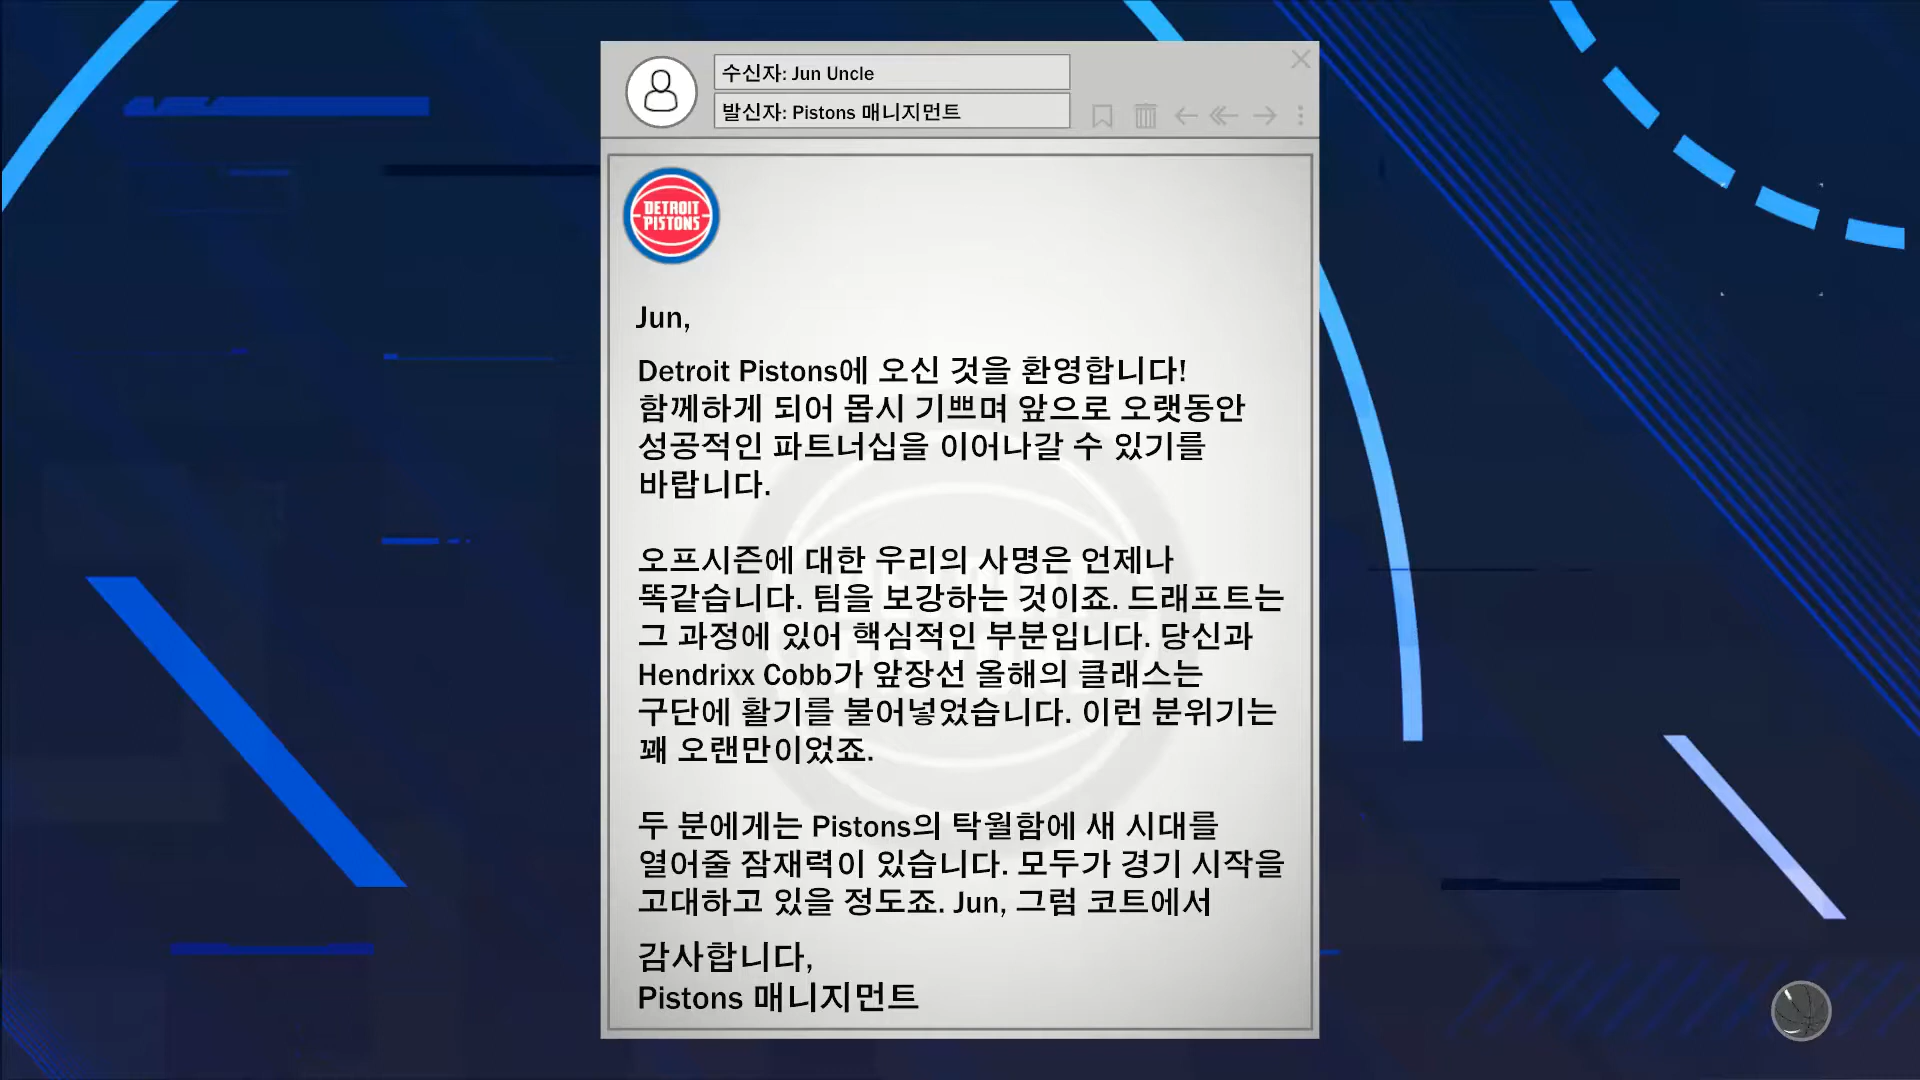 수신자: Jun Uncle
발신자: Pistons 매니지먼트
DETROIT
PISTONS
Jun,
Detroit Pistons에 오신 것을 환영합니다!
함께하게 되어 몹시 기쁘며 앞으로 오랫동안
성공적인 파트너십을 이어나갈 수 있기를
바랍니다.
오프시즌에 대한 우리의 사명은 언제나
똑같습니다. 팀을 보강하는 것이죠. 드래프트는
그 과정에 있어 핵심적인 부분입니다. 당신과
Hendrixx Cobb가 앞장선 올해의 클래스는
구단에 활기를 불어넣었습니다. 이런 분위기는
꽤 오랜만이었죠.
두 분에게는 Pistons의 탁월함에 새 시대를
열어줄 잠재력이 있습니다. 모두가 경기 시작을
고대하고 있을 정도죠. Jun, 그럼 코트에서
감사합니다,
Pistons 매니지먼트